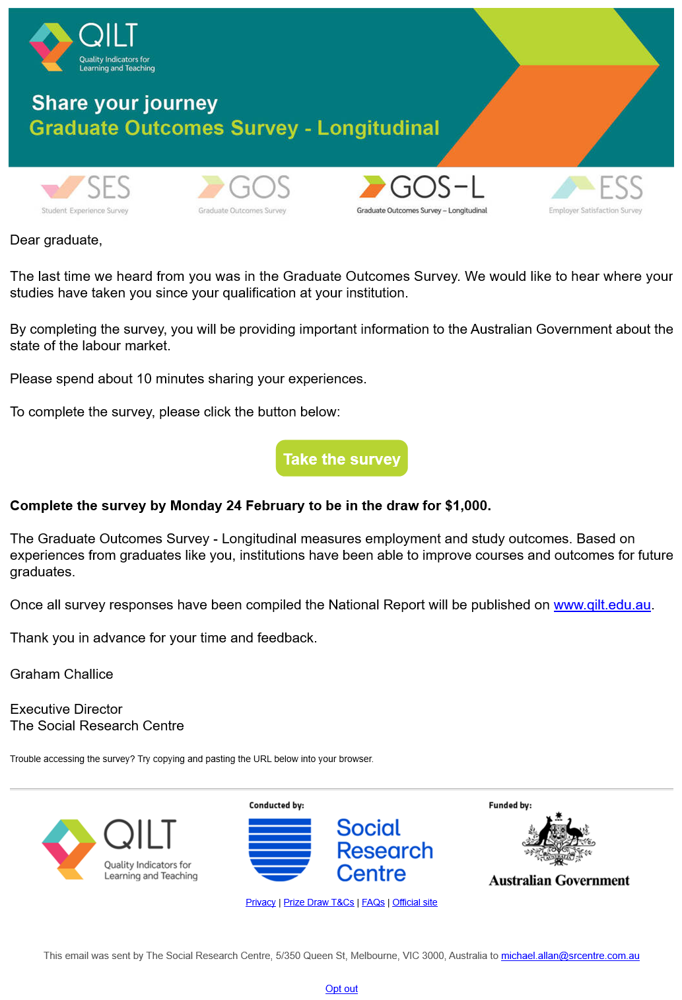 QILT
Quality Indicators for
Learning and Teaching
Share your journey
Graduate Outcomes Survey - Longitudinal
SES
Student Experience Survey
GOS
Graduate Outcomes Survey
GOS-L
Graduate Outcomes Survey – Longitudinal
ESS
Employer Satisfaction Survey
Dear graduate,
The last time we heard from you was in the Graduate Outcomes Survey. We would like to hear where your
studies have taken you since your qualification at your institution.
By completing the survey, you will be providing important information to the Australian Government about the
state of the labour market.
Please spend about 10 minutes sharing your experiences.
To complete the survey, please click the button below:
Take the survey
Complete the survey by Monday 24 February to be in the draw for $1,000.
The Graduate Outcomes Survey - Longitudinal measures employment and study outcomes. Based on
experiences from graduates like you, institutions have been able to improve courses and outcomes for future
graduates.
Once all survey responses have been compiled the National Report will be published on www.qilt.edu.au.
Thank you in advance for your time and feedback.
Graham Challice
Executive Director
The Social Research Centre
Trouble accessing the survey? Try copying and pasting the URL below into your browser.
QILT
Quality Indicators for
Learning and Teaching
Conducted by:
Social
Research
Centre
Funded by:
AUSTRALIA
Australian Government
Privacy | Prize Draw T&Cs | FAQs | Official site
This email was sent by The Social Research Centre, 5/350 Queen St, Melbourne, VIC 3000, Australia to michael.allan@srcentre.com.au
Opt out